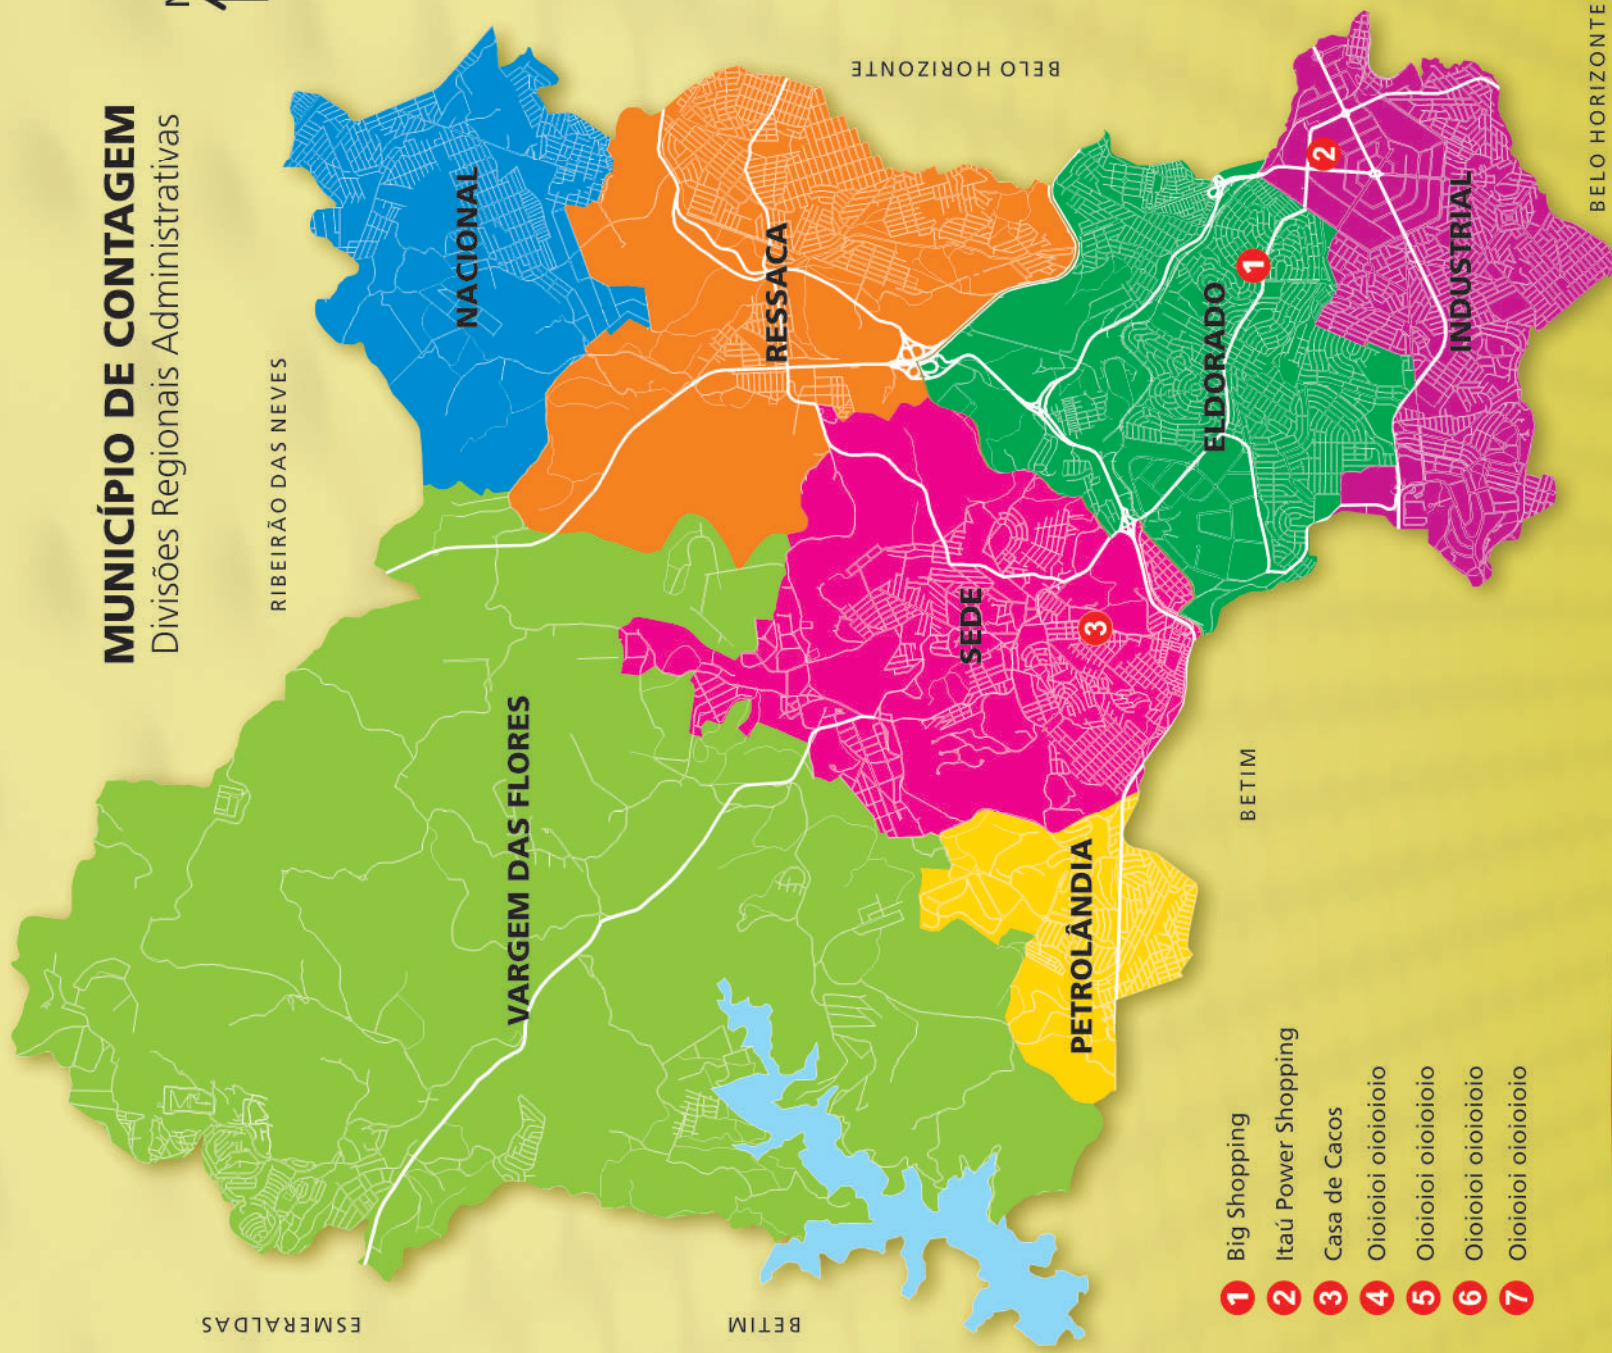 MUNICÍPIO DE CONTAGEM
Divisões Regionais Administrativas
N
RIBEIRÃO DAS NEVES
ESMERALDAS
BETIM
BELO HORIZONTE
BELO HORIZONTE
BETIM
NACIONAL
RESSACA
VARGEM DAS FLORES
SEDE
ELDORADO
INDUSTRIAL
PETROLÂNDIA
1
2
3
1 Big Shopping
2 Itaú Power Shopping
3 Casa de Cacos
4 Oioioioi oioioioio
5 Oioioioi oioioioio
6 Oioioioi oioioioio
7 Oioioioi oioioioio